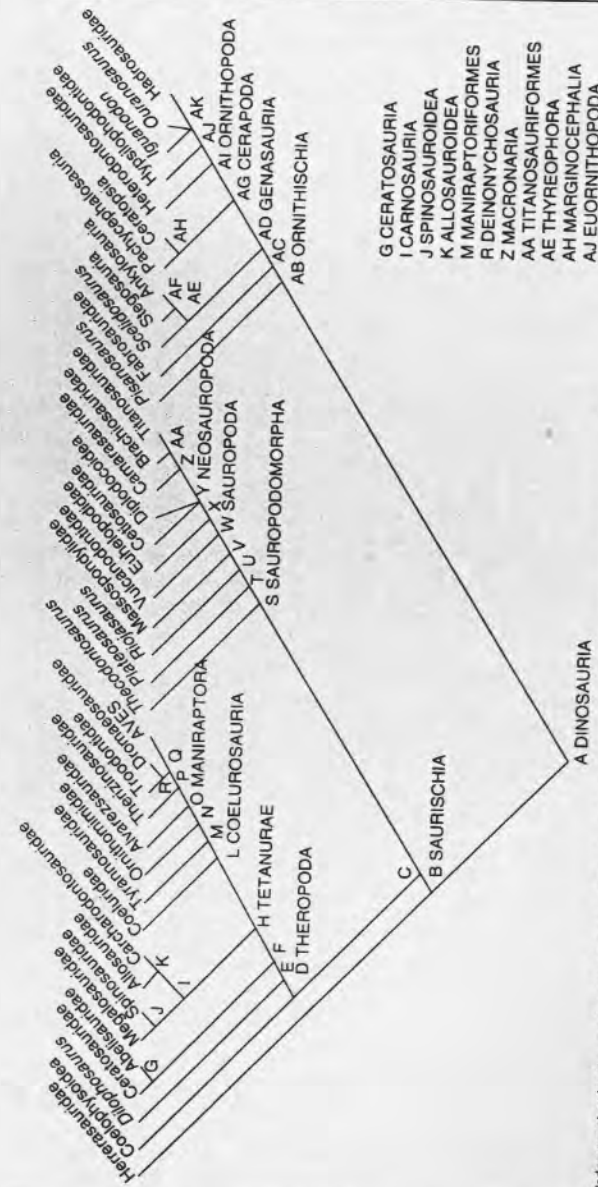 Herrerasauridae
Coelophysoidea
Dilophosaurus
Ceratosauridae
Abelisauridae
Megalosauridae
Spinosauridae
Allosauridae
Carcharodontosauridae
Coeluridae
Tyrannosauridae
Ornithomimidae
Alvarezsauridae
Therizinosauridae
Troodontidae
Dromaeosauridae
AVES
Thecodontosaurus
Plateosaurus
Riojasaurus
Massospondylidae
Vulcanodontidae
Euhelopodidae
Cetiosauridae
Diplodocoidea
Camarasauridae
Brachiosauridae
Titanosauridae
Pisanosaurus
Fabrosauridae
Scelidosaurus
Stegosauria
Ankylosauria
Pachycephalosauria
Ceratopsia
Heterodontosauridae
Hypsilophodontidae
Iguanodon
Ouranosaurus
Hadrosauridae
G
J
K
I
H TETANURAE
F
E
D THEROPODA
R
Q
P
O MANIRAPTORA
N
M
L COELUROSAURIA
AA
Z
Y NEOSAUROPODA
X
W SAUROPODA
V
U
T
S SAUROPODOMORPHA
AF
AE
AH
AK
AJ
AI ORNITHOPODA
AG CERAPODA
AD GENASAURIA
AC
AB ORNITHISCHIA
C
B SAURISCHIA
A DINOSAURIA
G CERATOSAURIA
I CARNOSAURIA
J SPINOSAUROIDEA
K ALLOSAUROIDEA
M MANIRAPTORIFORMES
R DEINONYCHOSAURIA
Z MACRONARIA
AA TITANOSAURIFORMES
AE THYREOPHORA
AH MARGINOCEPHALIA
AJ EUORNITHOPODA